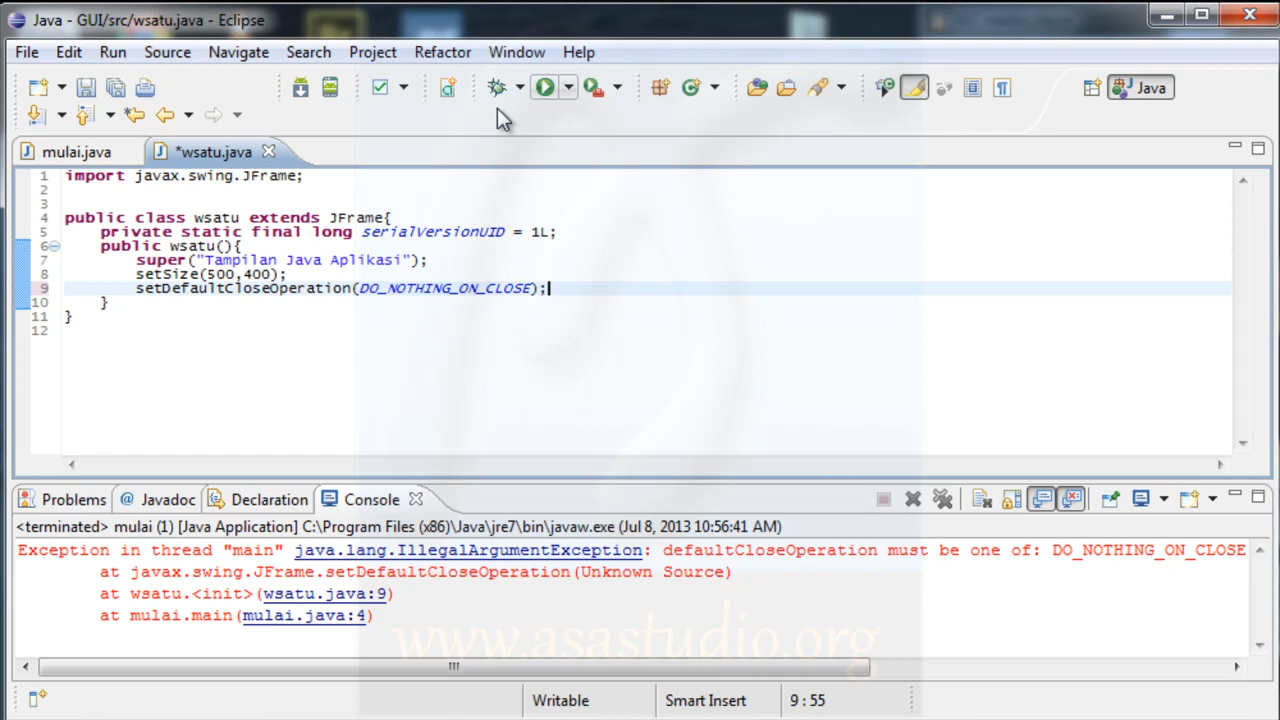 Java - GUI/src/wsatu.java - Eclipse
File Edit Run Source Navigate Search Project Refactor Window Help
Java
mulai.java *wsatu.java
1 import javax.swing.JFrame;
2
3
4 public class wsatu extends JFrame{
5 private static final long serialVersionUID = 1L;
6 public wsatu(){
7 super("Tampilan Java Aplikasi");
8 setSize(500,400);
9 setDefaultCloseOperation(DO_NOTHING_ON_CLOSE);
10 }
11 }
12
Problems @ Javadoc Declaration Console
<terminated> mulai (1) [Java Application] C:\Program Files (x86)\Java\jre7\bin\javaw.exe (Jul 8, 2013 10:56:41 AM)
Exception in thread "main" java.lang.IllegalArgumentException: defaultCloseOperation must be one of: DO_NOTHING_ON_CLOSE
at javax.swing.JFrame.setDefaultCloseOperation(Unknown Source)
at wsatu.<init>(wsatu.java:9)
at mulai.main(mulai.java:4)
www.asastudio.org
Writable Smart Insert 9 : 55